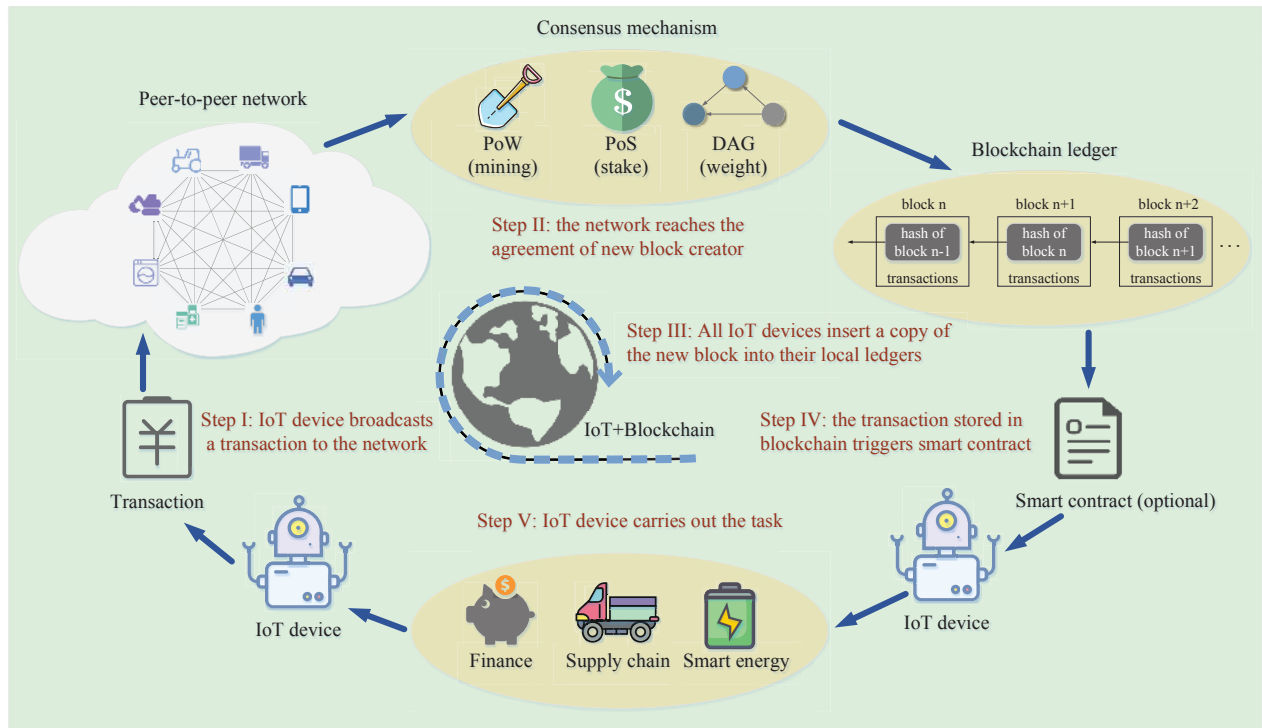 Consensus mechanism
Peer-to-peer network
PoW
(mining)
PoS
(stake)
DAG
(weight)
$
Blockchain ledger
block n
block n+1
block n+2
hash of
block n-1
hash of
block n
hash of
block n+1
...
transactions
transactions
transactions
Step II: the network reaches the
agreement of new block creator
Step III: All IoT devices insert a copy of
the new block into their local ledgers
Step I: IoT device broadcasts
a transaction to the network
IoT+Blockchain
Step IV: the transaction stored in
blockchain triggers smart contract
¥
Transaction
Smart contract (optional)
Step V: IoT device carries out the task
$
IoT device
Finance
Supply chain
Smart energy
IoT device